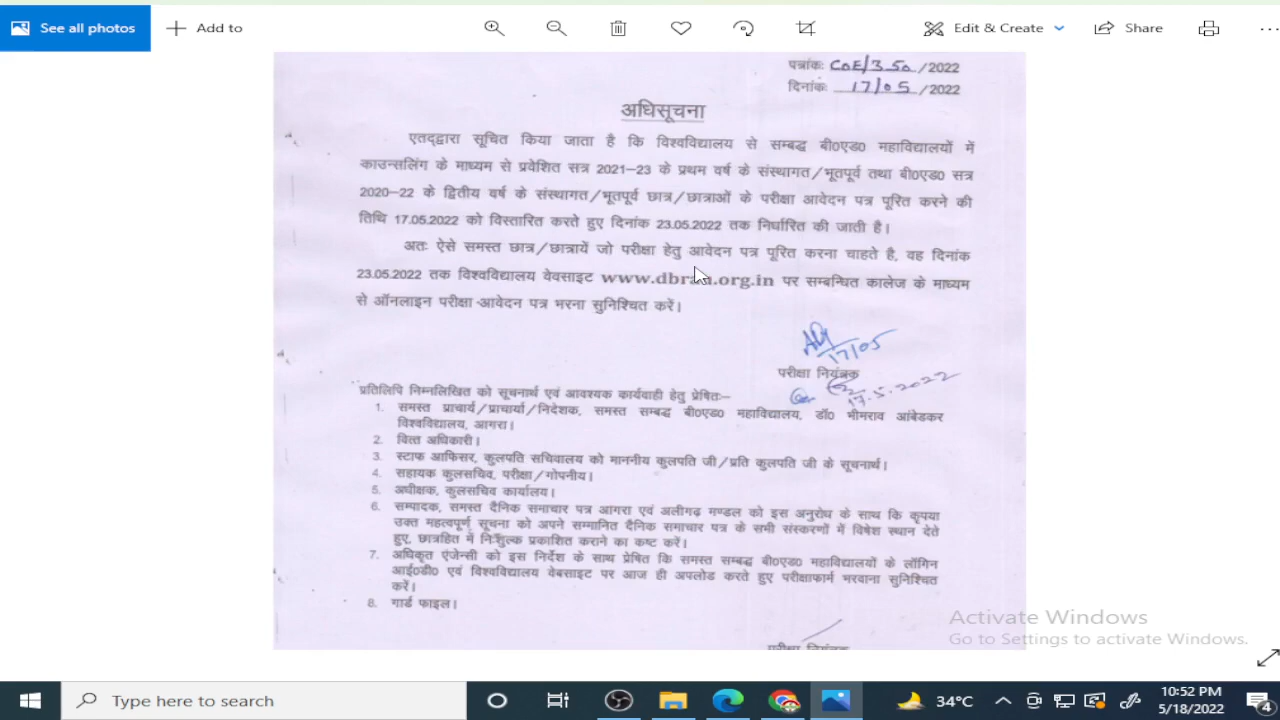 See all photos
Add to
Edit & Create
Share
पत्रांकः COE/350/2022
दिनांकः 17/05/2022
अधिसूचना
एतद्द्वारा सूचित किया जाता है कि विश्वविद्यालय से सम्बद्ध बी0एड0 महाविद्यालयों में
काउन्सलिंग के माध्यम से प्रवेशित सत्र 2021-23 के प्रथम वर्ष के संस्थागत/भूतपूर्व तथा बी0एड0 सत्र
2020-22 के द्वितीय वर्ष के संस्थागत/भूतपूर्व छात्र/छात्राओं के परीक्षा आवेदन पत्र पूरित करने की
तिथि 17.05.2022 को विस्तारित करते हुए दिनांक 23.05.2022 तक निर्धारित की जाती है।
अतः ऐसे समस्त छात्र/छात्रायें जो परीक्षा हेतु आवेदन पत्र पूरित करना चाहते है, वह दिनांक
23.05.2022 तक विश्वविद्यालय वेवसाइट पर सम्बन्धित कालेज के माध्यम
से ऑनलाइन परीक्षा आवेदन पत्र भरना सुनिश्चित करें।
17/05
परीक्षा नियंत्रक
17.5.2022
प्रतिलिपि निम्नलिखित को सूचनार्थ एवं आवश्यक कार्यवाही हेतु प्रेषितः-
1. समस्त प्राचार्य/प्राचार्या/निदेशक, समस्त सम्बद्ध बी0एड0 महाविद्यालय, डॉ0 भीमराव आंबेडकर
विश्वविद्यालय, आगरा।
2. वित्त अधिकारी।
3. स्टाफ आफिसर, कुलपति सचिवालय को माननीय कुलपति जी/प्रति कुलपति जी के सूचनार्थ।
4. सहायक कुलसचिव, परीक्षा/गोपनीय।
5. अधीक्षक, कुलसचिव कार्यालय।
6. सम्पादक, समस्त दैनिक समाचार पत्र आगरा एवं अलीगढ़ मण्डल को इस अनुरोध के साथ कि कृपया
उक्त महत्वपूर्ण सूचना को अपने सम्मानित दैनिक समाचार पत्र के सभी संस्करणों में विषेश स्थान देते
हुए, छात्रहित में निःशुल्क प्रकाशित कराने का कष्ट करें।
7. अधिकृत एंजेन्सी को इस निर्देश के साथ प्रेषित कि समस्त सम्बद्ध बी0एड0 महाविद्यालयों के लॉगिन
आई0डी0 एवं विश्वविद्यालय वेबसाइट पर आज ही अपलोड करते हुए परीक्षाफार्म भरवाना सुनिश्चित
करें।
8. गार्ड फाइल।
परीक्षा नियंत्रक
Activate Windows
Go to Settings to activate Windows.
Type here to search
34°C
10:52 PM
5/18/2022
4